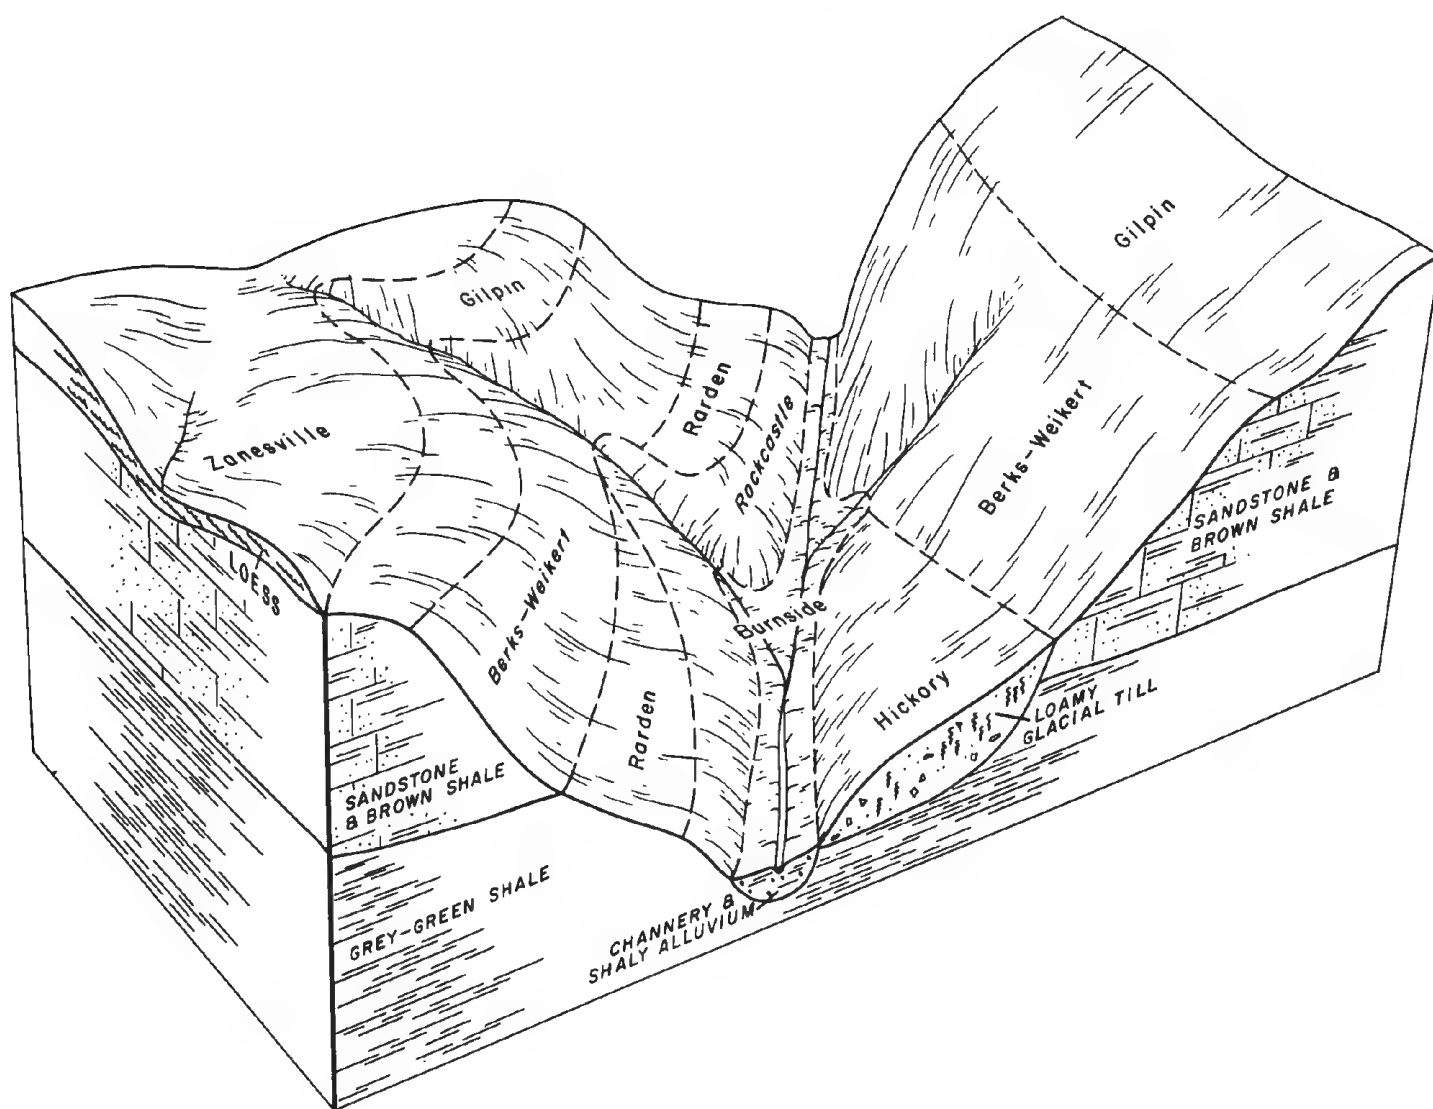 Gilpin
Gilpin
Rarden
Rockcastle
Zanesville
Berks-Weikert
SANDSTONE &
BROWN SHALE
LOESS
Berks-Weikert
Burnside
Hickory
Rarden
LOAMY
GLACIAL TILL
SANDSTONE
& BROWN SHALE
GREY-GREEN SHALE
CHANNERY &
SHALY ALLUVIUM